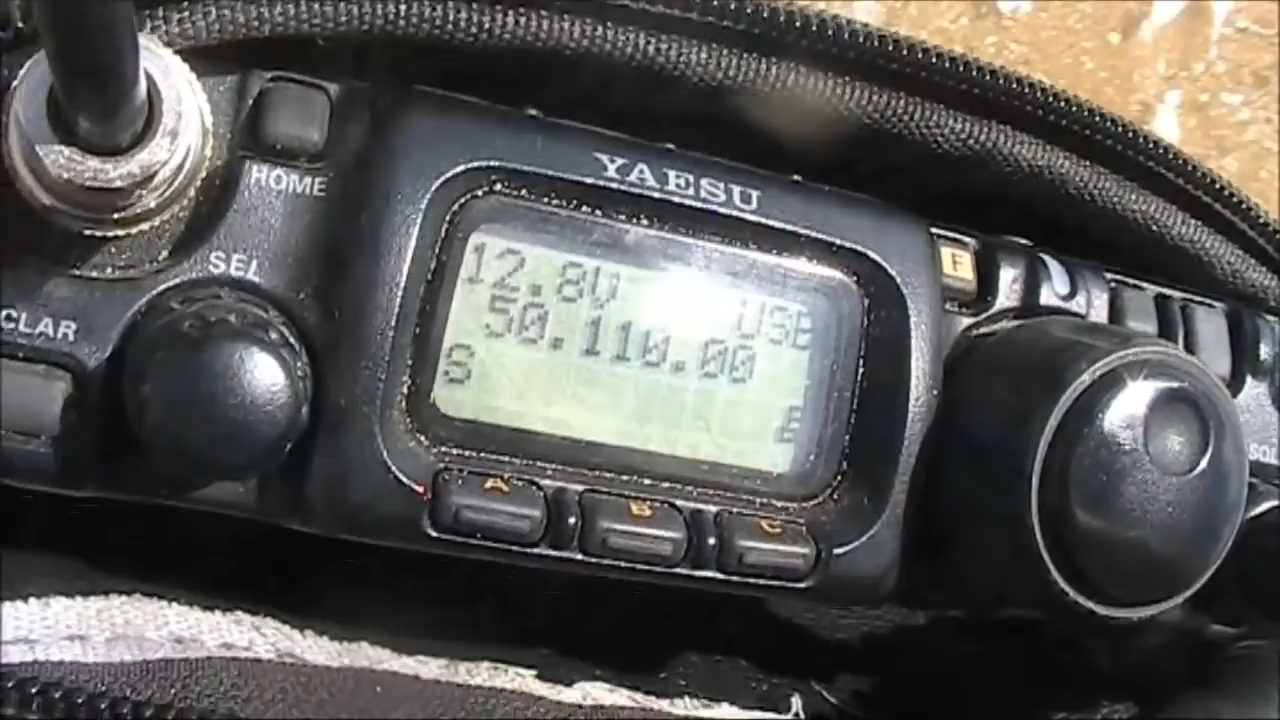 HOME
YAESU
SEL
CLAR
F
12.8V USB
50.110.00
S
E
A B C
SQL